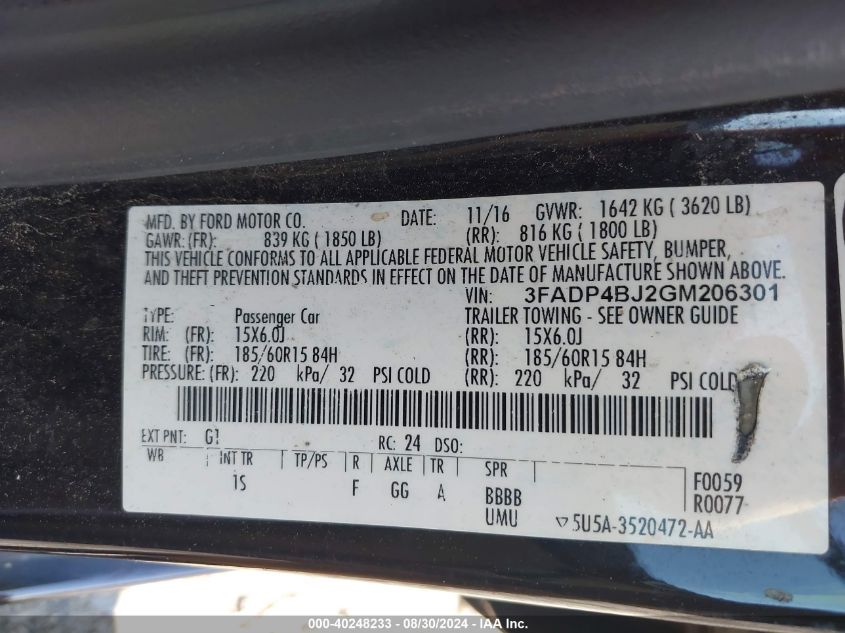 MFD. BY FORD MOTOR CO. DATE: 11/16 GVWR: 1642 KG ( 3620 LB)
GAWR: (FR): 839 KG ( 1850 LB) (RR): 816 KG ( 1800 LB)
THIS VEHICLE CONFORMS TO ALL APPLICABLE FEDERAL MOTOR VEHICLE SAFETY, BUMPER,
AND THEFT PREVENTION STANDARDS IN EFFECT ON THE DATE OF MANUFACTURE SHOWN ABOVE.
VIN: 3FADP4BJ2GM206301
TYPE: Passenger Car TRAILER TOWING - SEE OWNER GUIDE
RIM: (FR): 15X6.0J (RR): 15X6.0J
TIRE: (FR): 185/60R15 84H (RR): 185/60R15 84H
PRESSURE: (FR): 220 kPa/ 32 PSI COLD (RR): 220 kPa/ 32 PSI COLD
EXT PNT: G1 RC: 24 DSO:
WB INT TR TP/PS R AXLE TR SPR F0059
1S F GG A BBBB R0077
UMU ▽5U5A-3520472-AA
000-40248233 - 08/30/2024 - IAA Inc.